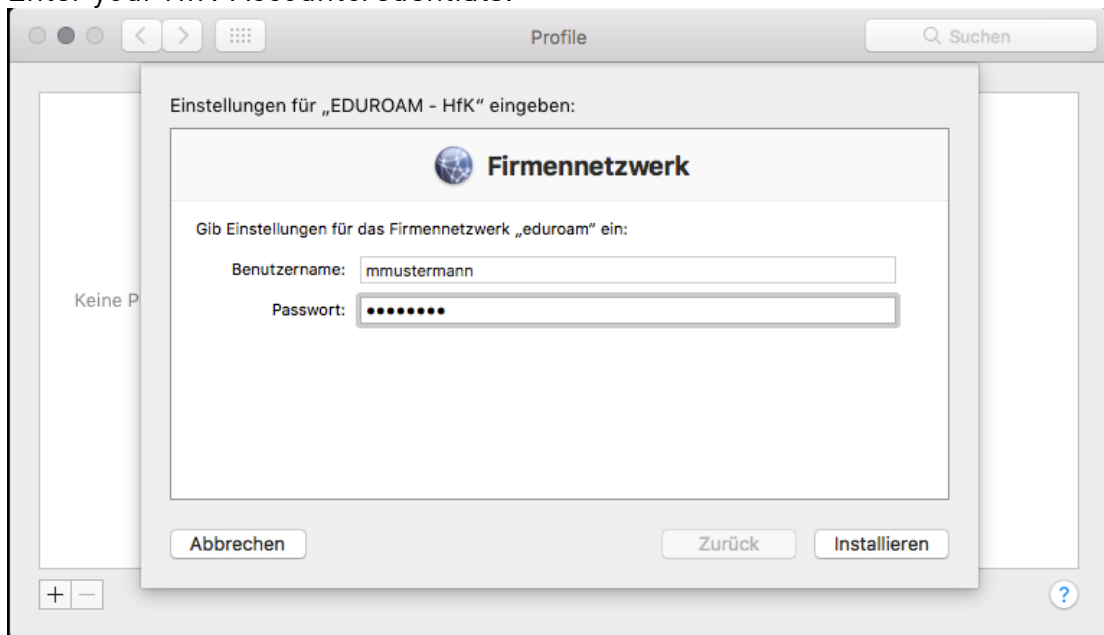 Profile
Suchen
Einstellungen für „EDUROAM - HfK“ eingeben:
Firmennetzwerk
Gib Einstellungen für das Firmennetzwerk „eduroam“ ein:
Benutzername: mmustermann
Passwort: ••••••••
Keine P
Abbrechen Zurück Installieren